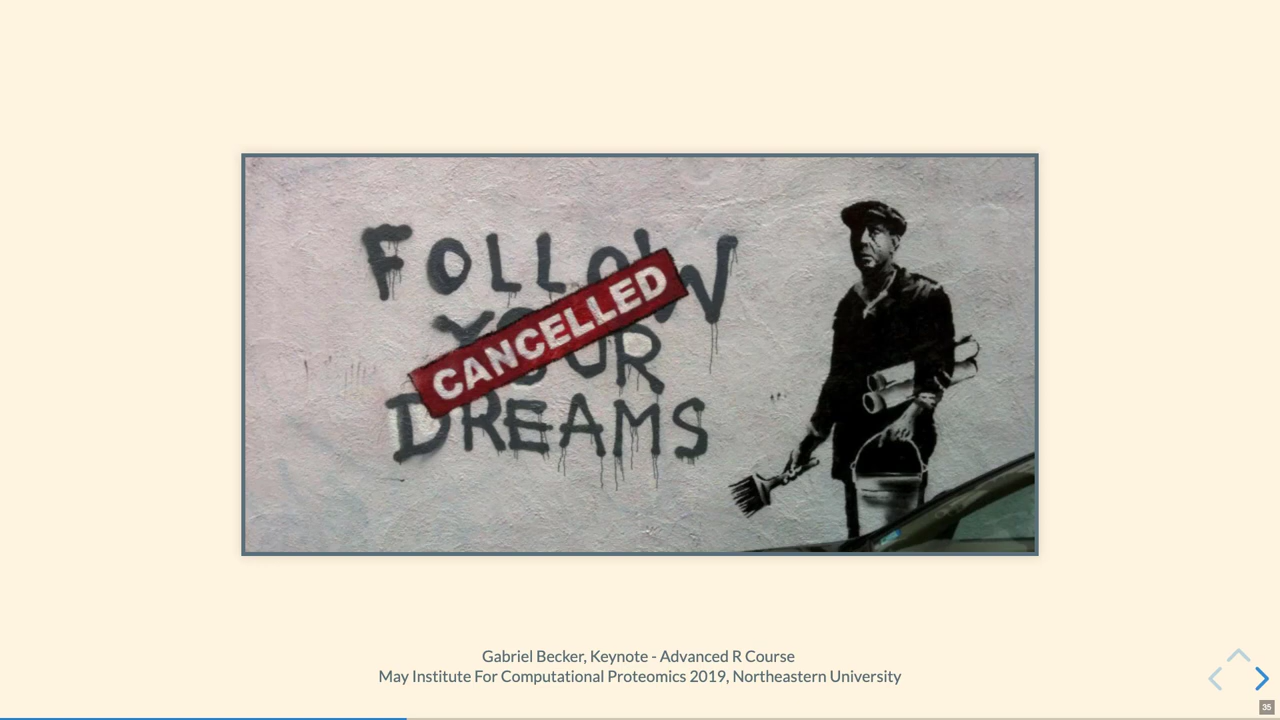 FOLLOW
YOUR
DREAMS
CANCELLED
Gabriel Becker, Keynote - Advanced R Course
May Institute For Computational Proteomics 2019, Northeastern University
35